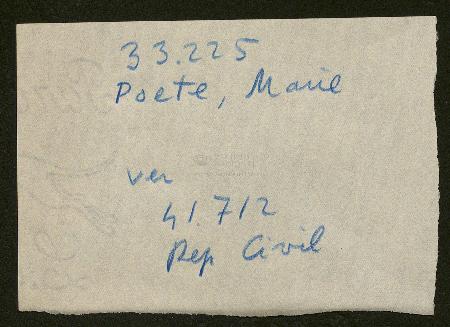 33.225
Poete, Marie
ver
41.712
Rep Civil